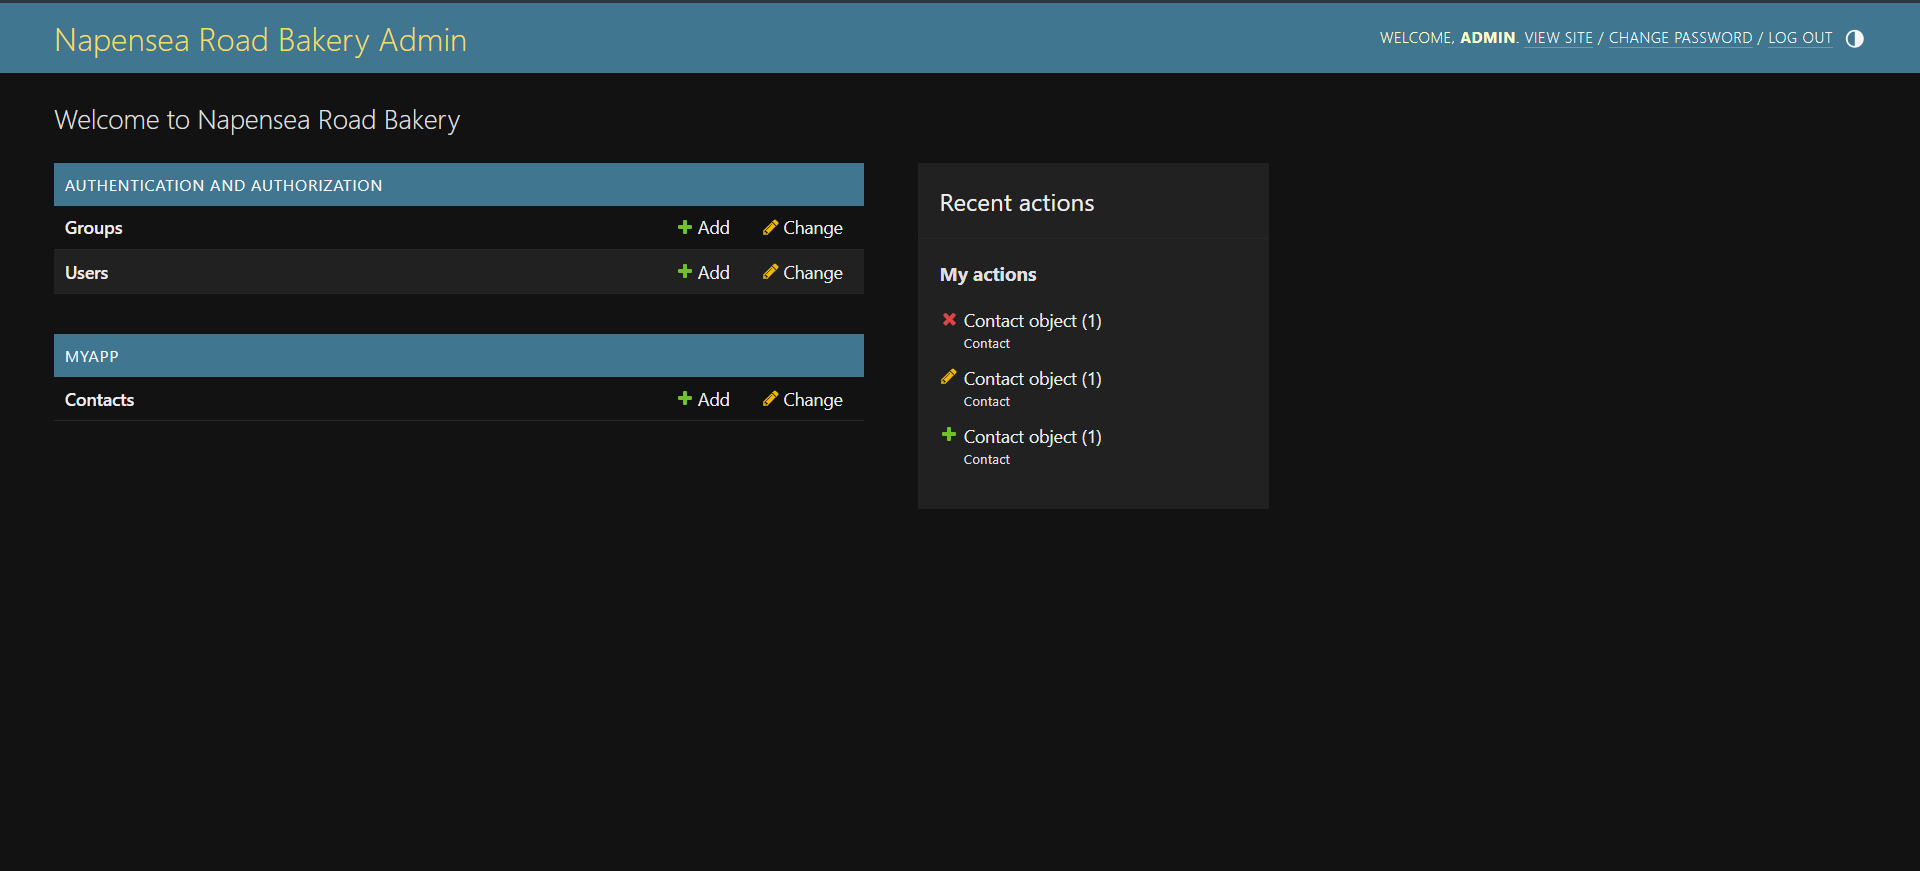 Napensea Road Bakery Admin
WELCOME, ADMIN. VIEW SITE / CHANGE PASSWORD / LOG OUT
Welcome to Napensea Road Bakery
AUTHENTICATION AND AUTHORIZATION
Groups Add Change
Users Add Change
MYAPP
Contacts Add Change
Recent actions
My actions
Contact object (1)
Contact
Contact object (1)
Contact
Contact object (1)
Contact